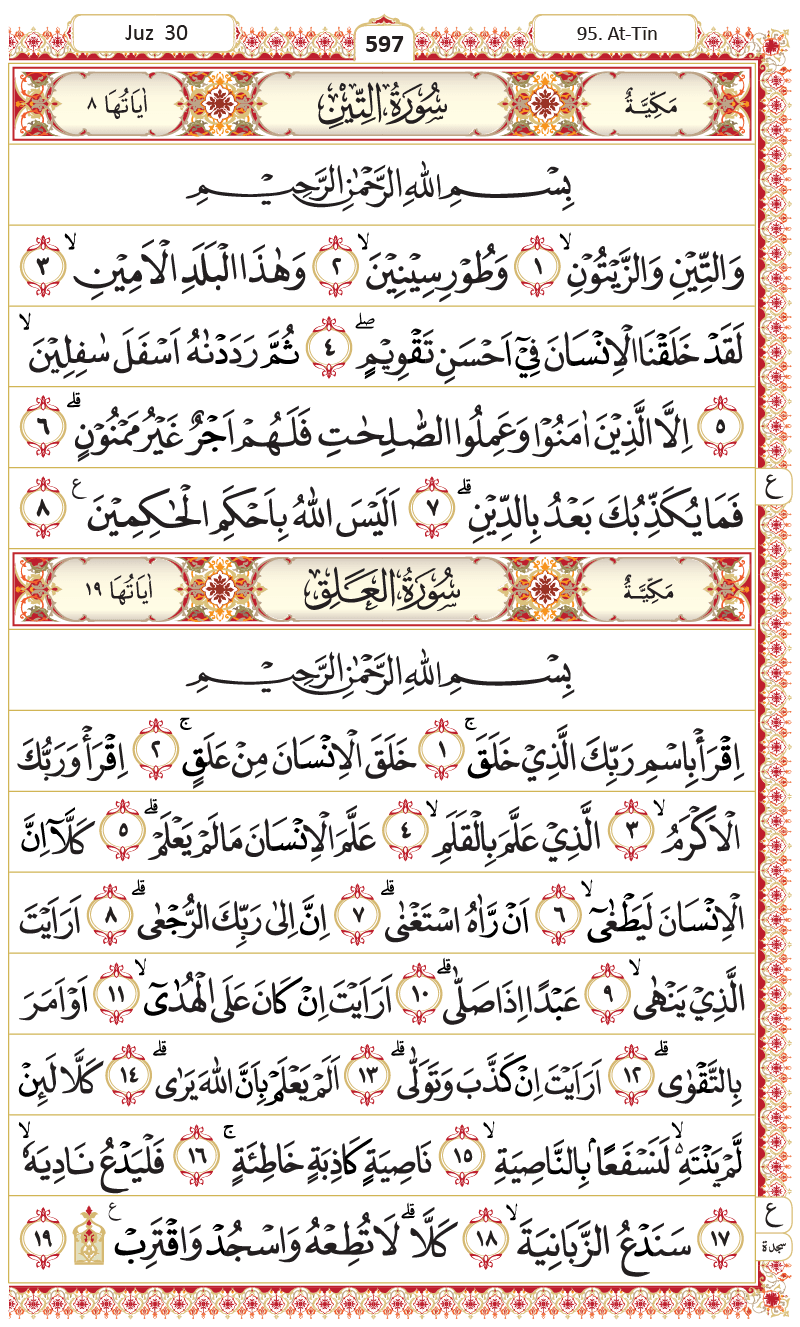 Juz 30
597
95. At-Tīn
مَكِّيَّةٌ سُوْرَةُ التِّيْنِ اٰيَاتُهَا ٨
بِسْمِ اللّٰهِ الرَّحْمٰنِ الرَّحِيْمِ
وَالتِّيْنِ وَالزَّيْتُوْنِۙ ١ وَطُوْرِ سِيْنِيْنَۙ ٢ وَهٰذَا الْبَلَدِ الْاَمِيْنِۙ ٣
لَقَدْ خَلَقْنَا الْاِنْسَانَ فِيْٓ اَحْسَنِ تَقْوِيْمٍۖ ٤ ثُمَّ رَدَدْنٰهُ اَسْفَلَ سٰفِلِيْنَۙ
٥ اِلَّا الَّذِيْنَ اٰمَنُوْا وَعَمِلُوا الصّٰلِحٰتِ فَلَهُمْ اَجْرٌ غَيْرُ مَمْنُوْنٍۗ ٦
فَمَا يُكَذِّبُكَ بَعْدُ بِالدِّيْنِۗ ٧ اَلَيْسَ اللّٰهُ بِاَحْكَمِ الْحٰكِمِيْنَ ࣖ ٨
ع
مَكِّيَّةٌ سُوْرَةُ الْعَلَقِ اٰيَاتُهَا ١٩
بِسْمِ اللّٰهِ الرَّحْمٰنِ الرَّحِيْمِ
اِقْرَأْ بِاسْمِ رَبِّكَ الَّذِيْ خَلَقَۚ ١ خَلَقَ الْاِنْسَانَ مِنْ عَلَقٍۚ ٢ اِقْرَأْ وَرَبُّكَ
الْاَكْرَمُۙ ٣ الَّذِيْ عَلَّمَ بِالْقَلَمِۙ ٤ عَلَّمَ الْاِنْسَانَ مَا لَمْ يَعْلَمْۗ ٥ كَلَّآ اِنَّ
الْاِنْسَانَ لَيَطْغٰىٓۙ ٦ اَنْ رَّاٰهُ اسْتَغْنٰىۗ ٧ اِنَّ اِلٰى رَبِّكَ الرُّجْعٰىۗ ٨ اَرَاَيْتَ
الَّذِيْ يَنْهٰىۙ ٩ عَبْدًا اِذَا صَلّٰىۗ ١٠ اَرَاَيْتَ اِنْ كَانَ عَلَى الْهُدٰىٓۙ ١١ اَوْ اَمَرَ
بِالتَّقْوٰىۗ ١٢ اَرَاَيْتَ اِنْ كَذَّبَ وَتَوَلّٰىۗ ١٣ اَلَمْ يَعْلَمْ بِاَنَّ اللّٰهَ يَرٰىۗ ١٤ كَلَّا لَىِٕنْ
لَّمْ يَنْتَهِ ەۙ لَنَسْفَعًاۢ بِالنَّاصِيَةِۙ ١٥ نَاصِيَةٍ كَاذِبَةٍ خَاطِئَةٍۚ ١٦ فَلْيَدْعُ نَادِيَهٗۙ
١٧ سَنَدْعُ الزَّبَانِيَةَۙ ١٨ كَلَّاۗ لَا تُطِعْهُ وَاسْجُدْ وَاقْتَرِبْ ࣖ ۩ ١٩
ع
سجدة